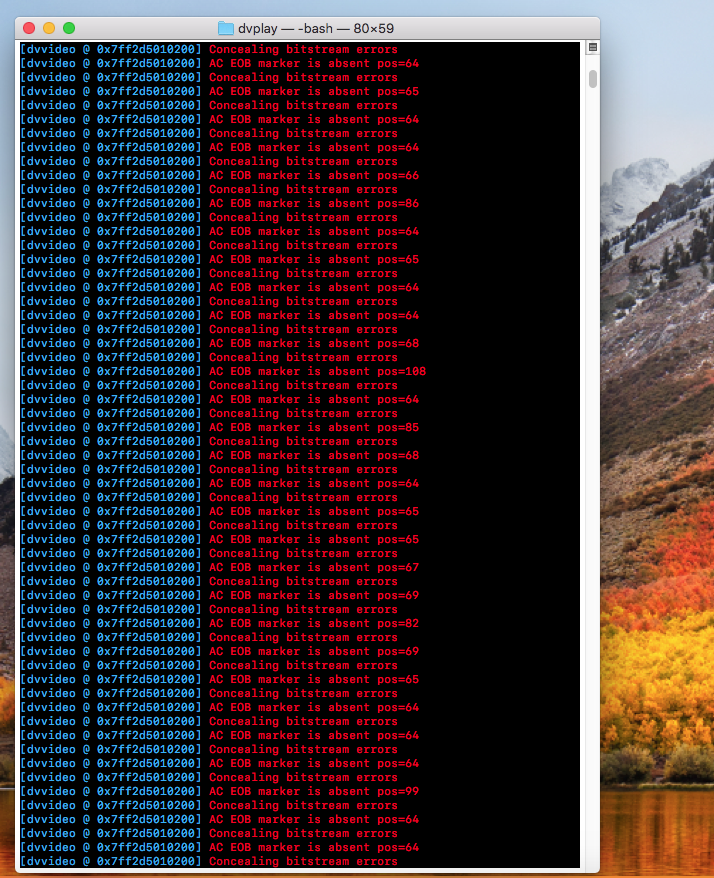 dvplay — -bash — 80×59
[dvvideo @ 0x7ff2d5010200] Concealing bitstream errors
[dvvideo @ 0x7ff2d5010200] AC EOB marker is absent pos=64
[dvvideo @ 0x7ff2d5010200] Concealing bitstream errors
[dvvideo @ 0x7ff2d5010200] AC EOB marker is absent pos=65
[dvvideo @ 0x7ff2d5010200] Concealing bitstream errors
[dvvideo @ 0x7ff2d5010200] AC EOB marker is absent pos=64
[dvvideo @ 0x7ff2d5010200] Concealing bitstream errors
[dvvideo @ 0x7ff2d5010200] AC EOB marker is absent pos=64
[dvvideo @ 0x7ff2d5010200] Concealing bitstream errors
[dvvideo @ 0x7ff2d5010200] AC EOB marker is absent pos=66
[dvvideo @ 0x7ff2d5010200] Concealing bitstream errors
[dvvideo @ 0x7ff2d5010200] AC EOB marker is absent pos=86
[dvvideo @ 0x7ff2d5010200] Concealing bitstream errors
[dvvideo @ 0x7ff2d5010200] AC EOB marker is absent pos=64
[dvvideo @ 0x7ff2d5010200] Concealing bitstream errors
[dvvideo @ 0x7ff2d5010200] AC EOB marker is absent pos=65
[dvvideo @ 0x7ff2d5010200] Concealing bitstream errors
[dvvideo @ 0x7ff2d5010200] AC EOB marker is absent pos=64
[dvvideo @ 0x7ff2d5010200] Concealing bitstream errors
[dvvideo @ 0x7ff2d5010200] AC EOB marker is absent pos=64
[dvvideo @ 0x7ff2d5010200] Concealing bitstream errors
[dvvideo @ 0x7ff2d5010200] AC EOB marker is absent pos=68
[dvvideo @ 0x7ff2d5010200] Concealing bitstream errors
[dvvideo @ 0x7ff2d5010200] AC EOB marker is absent pos=108
[dvvideo @ 0x7ff2d5010200] Concealing bitstream errors
[dvvideo @ 0x7ff2d5010200] AC EOB marker is absent pos=64
[dvvideo @ 0x7ff2d5010200] Concealing bitstream errors
[dvvideo @ 0x7ff2d5010200] AC EOB marker is absent pos=85
[dvvideo @ 0x7ff2d5010200] Concealing bitstream errors
[dvvideo @ 0x7ff2d5010200] AC EOB marker is absent pos=68
[dvvideo @ 0x7ff2d5010200] Concealing bitstream errors
[dvvideo @ 0x7ff2d5010200] AC EOB marker is absent pos=64
[dvvideo @ 0x7ff2d5010200] Concealing bitstream errors
[dvvideo @ 0x7ff2d5010200] AC EOB marker is absent pos=65
[dvvideo @ 0x7ff2d5010200] Concealing bitstream errors
[dvvideo @ 0x7ff2d5010200] AC EOB marker is absent pos=65
[dvvideo @ 0x7ff2d5010200] Concealing bitstream errors
[dvvideo @ 0x7ff2d5010200] AC EOB marker is absent pos=67
[dvvideo @ 0x7ff2d5010200] Concealing bitstream errors
[dvvideo @ 0x7ff2d5010200] AC EOB marker is absent pos=69
[dvvideo @ 0x7ff2d5010200] Concealing bitstream errors
[dvvideo @ 0x7ff2d5010200] AC EOB marker is absent pos=82
[dvvideo @ 0x7ff2d5010200] Concealing bitstream errors
[dvvideo @ 0x7ff2d5010200] AC EOB marker is absent pos=69
[dvvideo @ 0x7ff2d5010200] Concealing bitstream errors
[dvvideo @ 0x7ff2d5010200] AC EOB marker is absent pos=65
[dvvideo @ 0x7ff2d5010200] Concealing bitstream errors
[dvvideo @ 0x7ff2d5010200] AC EOB marker is absent pos=64
[dvvideo @ 0x7ff2d5010200] Concealing bitstream errors
[dvvideo @ 0x7ff2d5010200] AC EOB marker is absent pos=64
[dvvideo @ 0x7ff2d5010200] Concealing bitstream errors
[dvvideo @ 0x7ff2d5010200] AC EOB marker is absent pos=64
[dvvideo @ 0x7ff2d5010200] Concealing bitstream errors
[dvvideo @ 0x7ff2d5010200] AC EOB marker is absent pos=99
[dvvideo @ 0x7ff2d5010200] Concealing bitstream errors
[dvvideo @ 0x7ff2d5010200] AC EOB marker is absent pos=64
[dvvideo @ 0x7ff2d5010200] Concealing bitstream errors
[dvvideo @ 0x7ff2d5010200] AC EOB marker is absent pos=64
[dvvideo @ 0x7ff2d5010200] Concealing bitstream errors